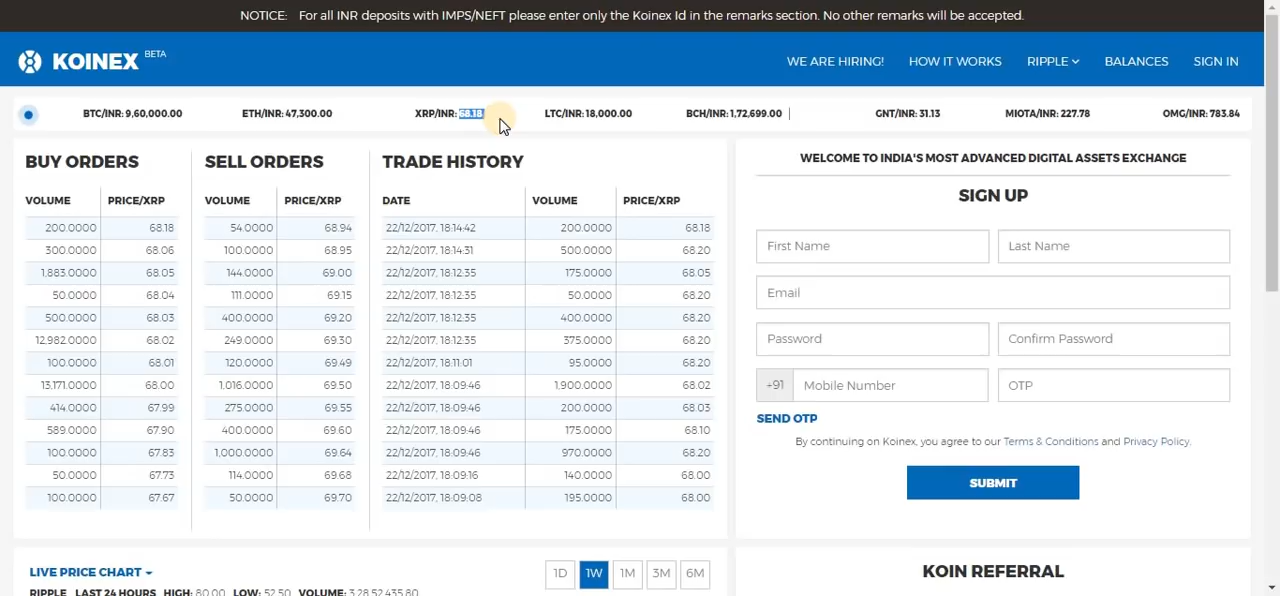 NOTICE: For all INR deposits with IMPS/NEFT please enter only the Koinex Id in the remarks section. No other remarks will be accepted.
KOINEX BETA
WE ARE HIRING! HOW IT WORKS RIPPLE BALANCES SIGN IN
BTC/INR: 9,60,000.00 ETH/INR: 47,300.00 XRP/INR: 68.18 LTC/INR: 18,000.00 BCH/INR: 1,72,699.00 | GNT/INR: 31.13 MIOTA/INR: 227.78 OMG/INR: 783.84
BUY ORDERS
VOLUME PRICE/XRP
200.0000 68.18
300.0000 68.06
1,883.0000 68.05
50.0000 68.04
500.0000 68.03
12,982.0000 68.02
100.0000 68.01
13,171.0000 68.00
414.0000 67.99
589.0000 67.90
100.0000 67.83
50.0000 67.73
100.0000 67.67
SELL ORDERS
VOLUME PRICE/XRP
54.0000 68.94
100.0000 68.95
144.0000 69.00
111.0000 69.15
400.0000 69.20
249.0000 69.30
120.0000 69.49
1,016.0000 69.50
275.0000 69.55
400.0000 69.60
1,000.0000 69.64
114.0000 69.68
50.0000 69.70
TRADE HISTORY
DATE VOLUME PRICE/XRP
22/12/2017, 18:14:42 200.0000 68.18
22/12/2017, 18:14:31 500.0000 68.20
22/12/2017, 18:12:35 175.0000 68.05
22/12/2017, 18:12:35 50.0000 68.20
22/12/2017, 18:12:35 400.0000 68.20
22/12/2017, 18:12:35 375.0000 68.20
22/12/2017, 18:11:01 95.0000 68.20
22/12/2017, 18:09:46 1,900.0000 68.02
22/12/2017, 18:09:46 200.0000 68.03
22/12/2017, 18:09:46 175.0000 68.10
22/12/2017, 18:09:46 970.0000 68.20
22/12/2017, 18:09:16 140.0000 68.00
22/12/2017, 18:09:08 195.0000 68.00
WELCOME TO INDIA'S MOST ADVANCED DIGITAL ASSETS EXCHANGE
SIGN UP
First Name Last Name
Email
Password Confirm Password
+91 Mobile Number OTP
SEND OTP
By continuing on Koinex, you agree to our Terms & Conditions and Privacy Policy.
SUBMIT
LIVE PRICE CHART 1D 1W 1M 3M 6M
RIPPLE LAST 24 HOURS HIGH: 80.00 LOW: 52.50 VOLUME: 3,28,52,435.80
KOIN REFERRAL